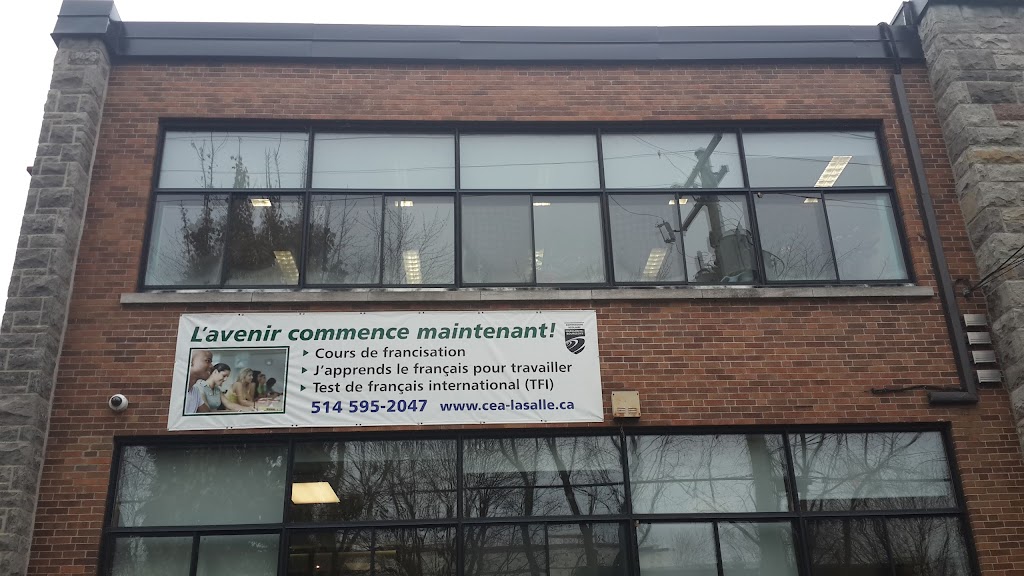 L'avenir commence maintenant!
Cours de francisation
J'apprends le français pour travailler
Test de français international (TFI)
514 595-2047 www.cea-lasalle.ca